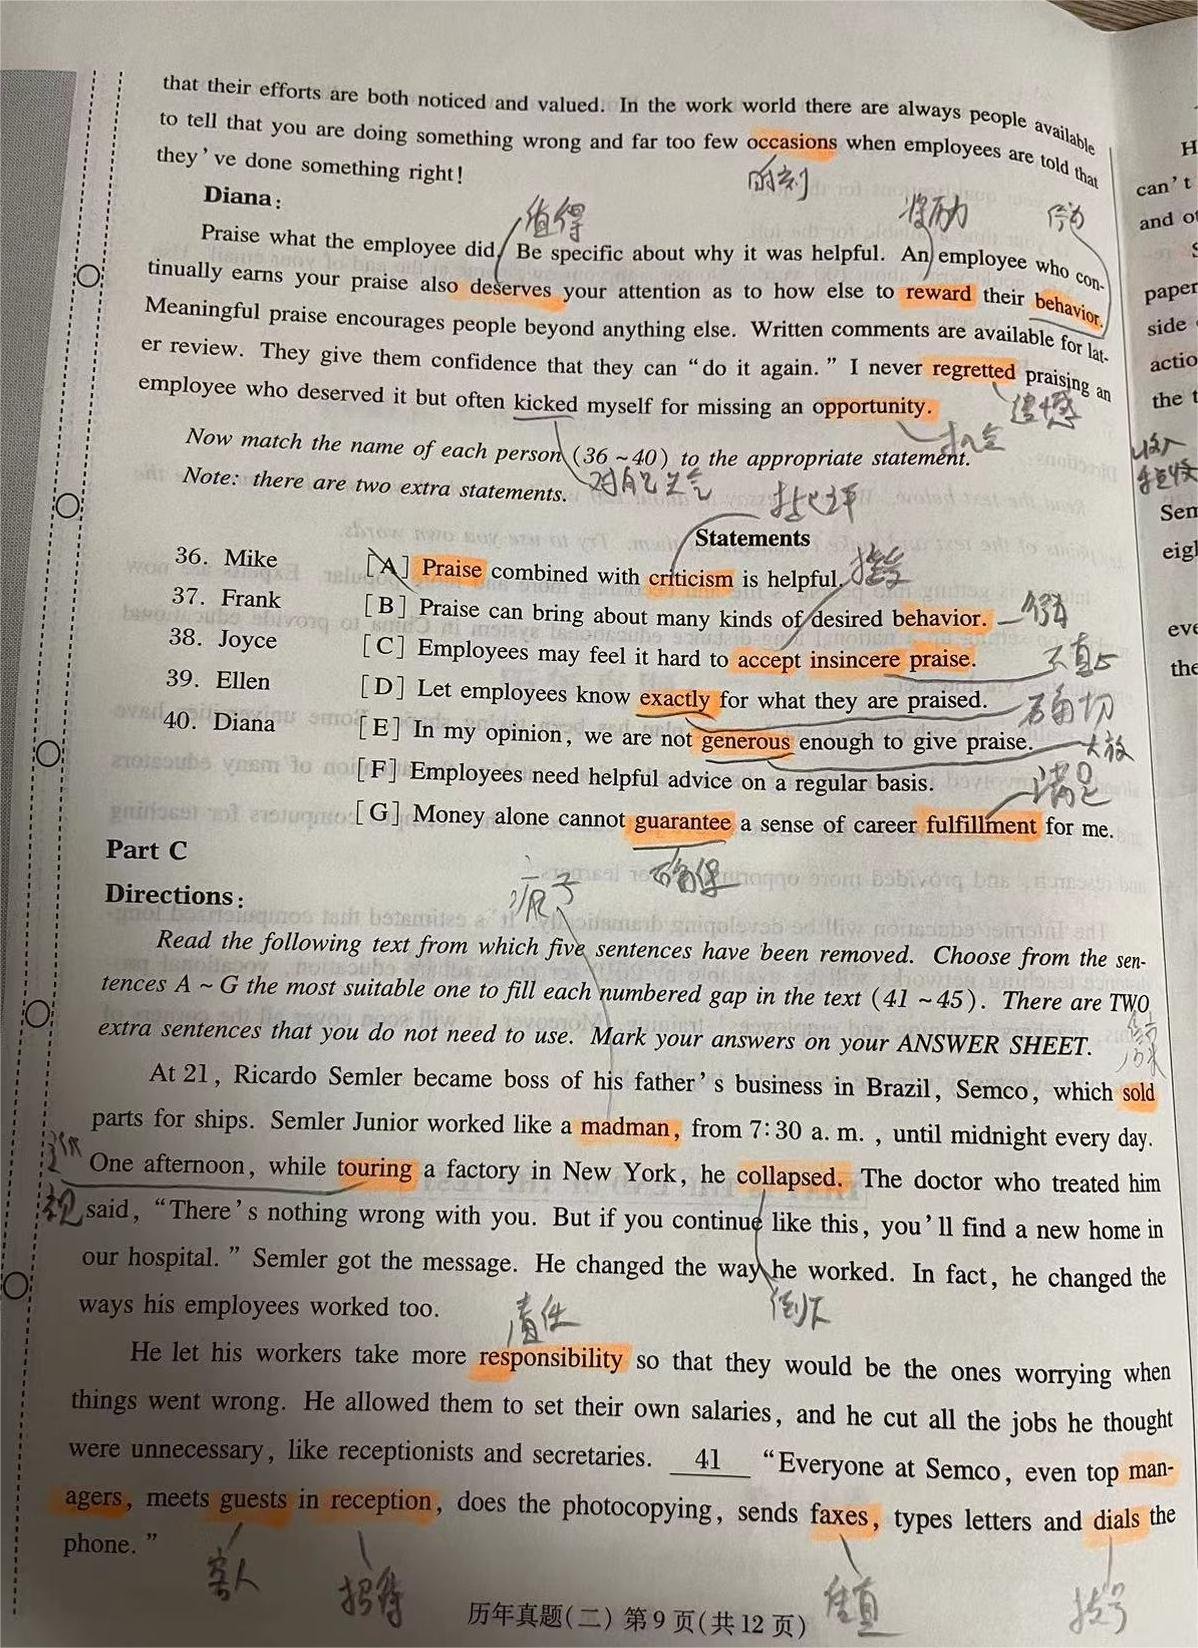 that their efforts are both noticed and valued. In the work world there are always people available
to tell that you are doing something wrong and far too few occasions when employees are told that
they've done something right!
时刻
Diana:
值得
奖励
行为
Praise what the employee did. Be specific about why it was helpful. An employee who con-
tinually earns your praise also deserves your attention as to how else to reward their behavior.
Meaningful praise encourages people beyond anything else. Written comments are available for lat-
er review. They give them confidence that they can "do it again." I never regretted praising an
employee who deserved it but often kicked myself for missing an opportunity.
遗憾
机会
Now match the name of each person (36 ~40) to the appropriate statement.
Note: there are two extra statements.
对自己生气
批评
Statements
36. Mike [A] Praise combined with criticism is helpful.
接受
37. Frank [B] Praise can bring about many kinds of desired behavior.
行为
38. Joyce [C] Employees may feel it hard to accept insincere praise.
不真心
39. Ellen [D] Let employees know exactly for what they are praised.
确切
40. Diana [E] In my opinion, we are not generous enough to give praise.
大放
[F] Employees need helpful advice on a regular basis.
满足
[G] Money alone cannot guarantee a sense of career fulfillment for me.
确保
Part C
Directions:
疯子
Read the following text from which five sentences have been removed. Choose from the sen-
tences A ~ G the most suitable one to fill each numbered gap in the text (41 ~45). There are TWO
extra sentences that you do not need to use. Mark your answers on your ANSWER SHEET.
At 21, Ricardo Semler became boss of his father's business in Brazil, Semco, which sold
parts for ships. Semler Junior worked like a madman, from 7:30 a. m. , until midnight every day.
One afternoon, while touring a factory in New York, he collapsed. The doctor who treated him
said, "There's nothing wrong with you. But if you continue like this, you'll find a new home in
our hospital." Semler got the message. He changed the way he worked. In fact, he changed the
ways his employees worked too.
责任
倒下
He let his workers take more responsibility so that they would be the ones worrying when
things went wrong. He allowed them to set their own salaries, and he cut all the jobs he thought
were unnecessary, like receptionists and secretaries. 41 "Everyone at Semco, even top man-
agers, meets guests in reception, does the photocopying, sends faxes, types letters and dials the
phone."
客人
招待
传真
拨号
历年真题(二) 第9页(共12页)
H
can't
and o
paper
side
actio
the t
Sem
eigl
eve
the